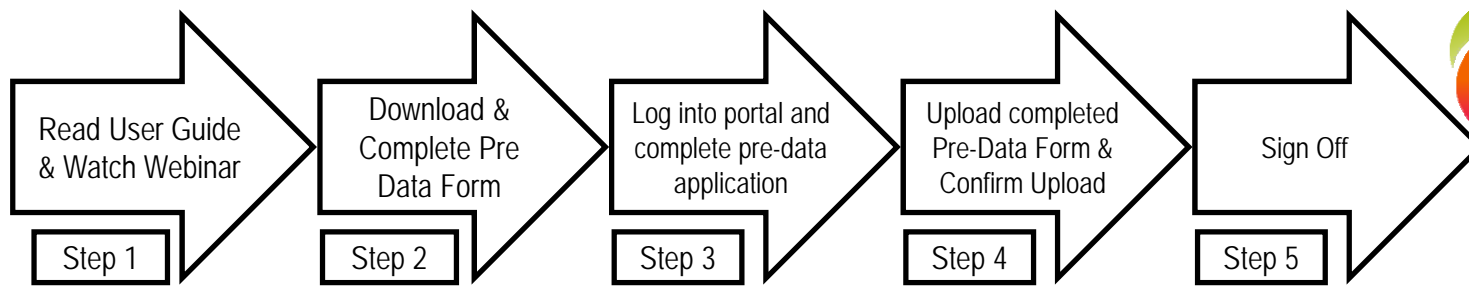 Read User Guide
& Watch Webinar
Step 1
Download &
Complete Pre
Data Form
Step 2
Log into portal and
complete pre-data
application
Step 3
Upload completed
Pre-Data Form &
Confirm Upload
Step 4
Sign Off
Step 5